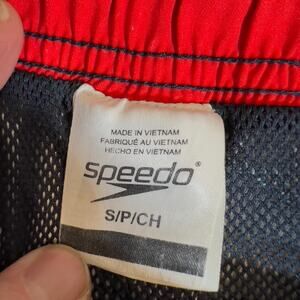 MADE IN VIETNAM
FABRIQUÉ AU VIETNAM
HECHO EN VIETNAM
speedo®
S/P/CH